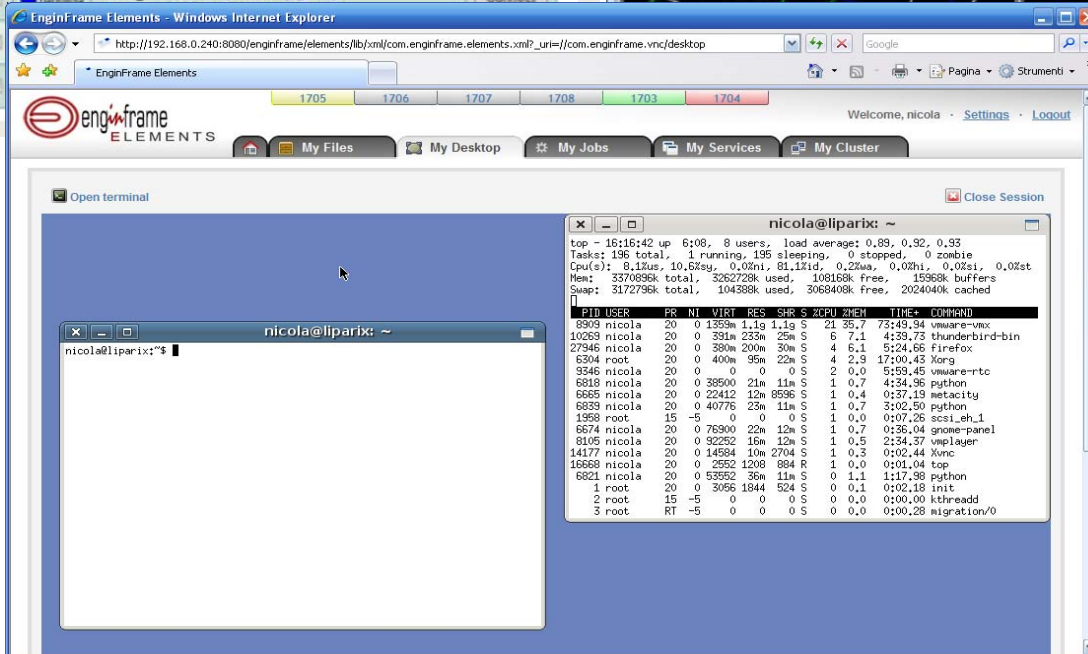 EnginFrame Elements - Windows Internet Explorer
http://192.168.0.240:8080/enginframe/elements/lib/xml/com.enginframe.elements.xml?_uri=//com.enginframe.vnc/desktop
Google
EnginFrame Elements
Pagina
Strumenti
1705 1706 1707 1708 1703 1704
enginframe
ELEMENTS
Welcome, nicola · Settings · Logout
My Files My Desktop My Jobs My Services My Cluster
Open terminal
Close Session
nicola@liparix: ~
top - 16:16:42 up 6:08, 8 users, load average: 0.89, 0.92, 0.93
Tasks: 196 total, 1 running, 195 sleeping, 0 stopped, 0 zombie
Cpu(s): 8.1%us, 10.6%sy, 0.0%ni, 81.1%id, 0.2%wa, 0.0%hi, 0.0%si, 0.0%st
Mem: 3370896k total, 3262728k used, 108168k free, 15968k buffers
Swap: 3172796k total, 104388k used, 3068408k free, 2024040k cached
PID USER PR NI VIRT RES SHR S %CPU %MEM TIME+ COMMAND
8909 nicola 20 0 1359m 1.1g 1.1g S 21 35.7 73:49.94 vmware-vmx
10269 nicola 20 0 391m 233m 25m S 6 7.1 4:39.73 thunderbird-bin
27946 nicola 20 0 380m 200m 30m S 4 6.1 5:24.66 firefox
6304 root 20 0 400m 95m 22m S 4 2.9 17:00.43 Xorg
9346 nicola 20 0 0 0 0 S 2 0.0 5:59.45 vmware-rtc
6818 nicola 20 0 38500 21m 11m S 1 0.7 4:34.96 python
6665 nicola 20 0 22412 12m 8596 S 1 0.4 0:37.19 metacity
6839 nicola 20 0 40776 23m 11m S 1 0.7 3:02.50 python
1958 root 15 -5 0 0 0 S 1 0.0 0:07.26 scsi_eh_1
6674 nicola 20 0 76900 22m 12m S 1 0.7 0:36.04 gnome-panel
8105 nicola 20 0 92252 16m 12m S 1 0.5 2:34.37 vmplayer
14177 nicola 20 0 14584 10m 2704 S 1 0.3 0:02.44 Xvnc
16668 nicola 20 0 2552 1208 884 R 1 0.0 0:01.04 top
6821 nicola 20 0 53552 36m 11m S 0 1.1 1:17.98 python
1 root 20 0 3056 1844 524 S 0 0.1 0:02.18 init
2 root 15 -5 0 0 0 S 0 0.0 0:00.00 kthreadd
3 root RT -5 0 0 0 S 0 0.0 0:00.28 migration/0
nicola@liparix: ~
nicola@liparix:~$